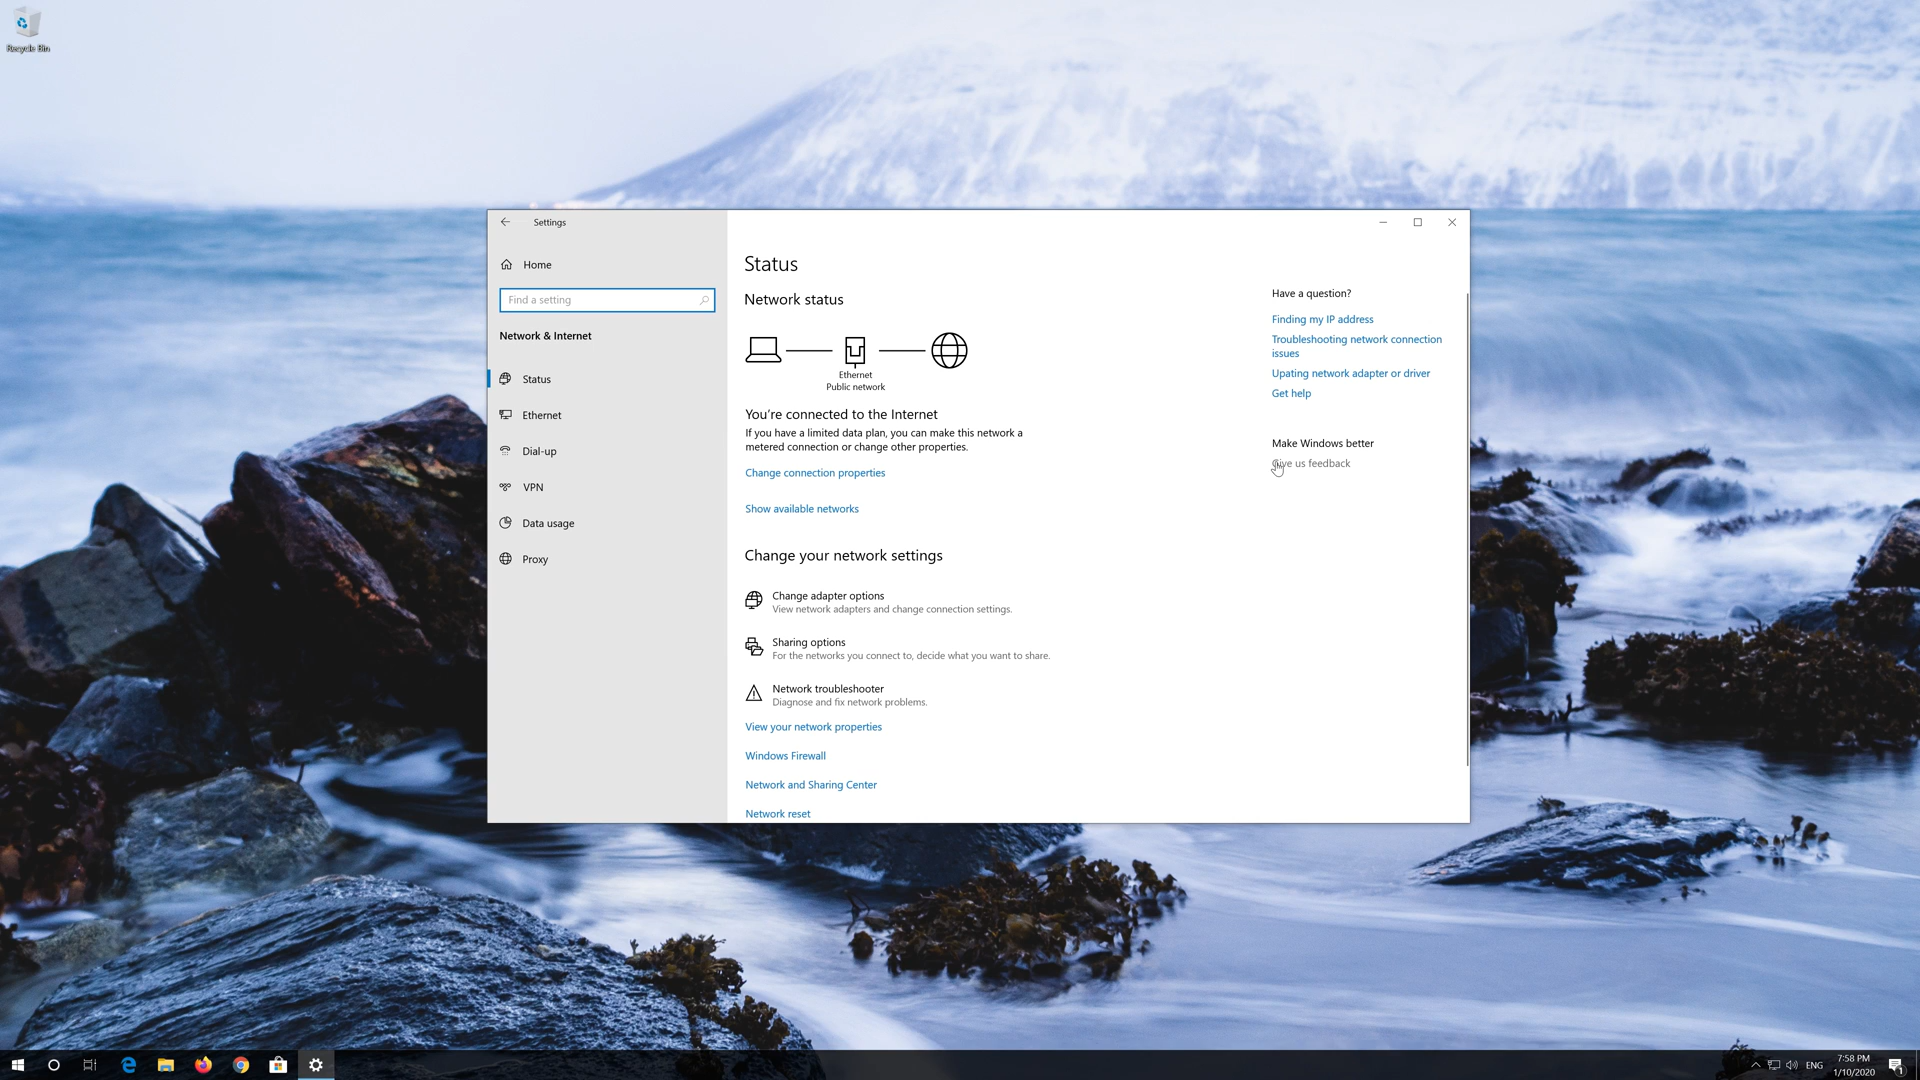 Recycle Bin
Settings
Home
Find a setting
Network & Internet
Status
Ethernet
Dial-up
VPN
Data usage
Proxy
Status
Network status
Ethernet
Public network
You're connected to the Internet
If you have a limited data plan, you can make this network a
metered connection or change other properties.
Change connection properties
Show available networks
Change your network settings
Change adapter options
View network adapters and change connection settings.
Sharing options
For the networks you connect to, decide what you want to share.
Network troubleshooter
Diagnose and fix network problems.
View your network properties
Windows Firewall
Network and Sharing Center
Network reset
Have a question?
Finding my IP address
Troubleshooting network connection
issues
Upating network adapter or driver
Get help
Make Windows better
Give us feedback
ENG
7:58 PM
1/10/2020
1